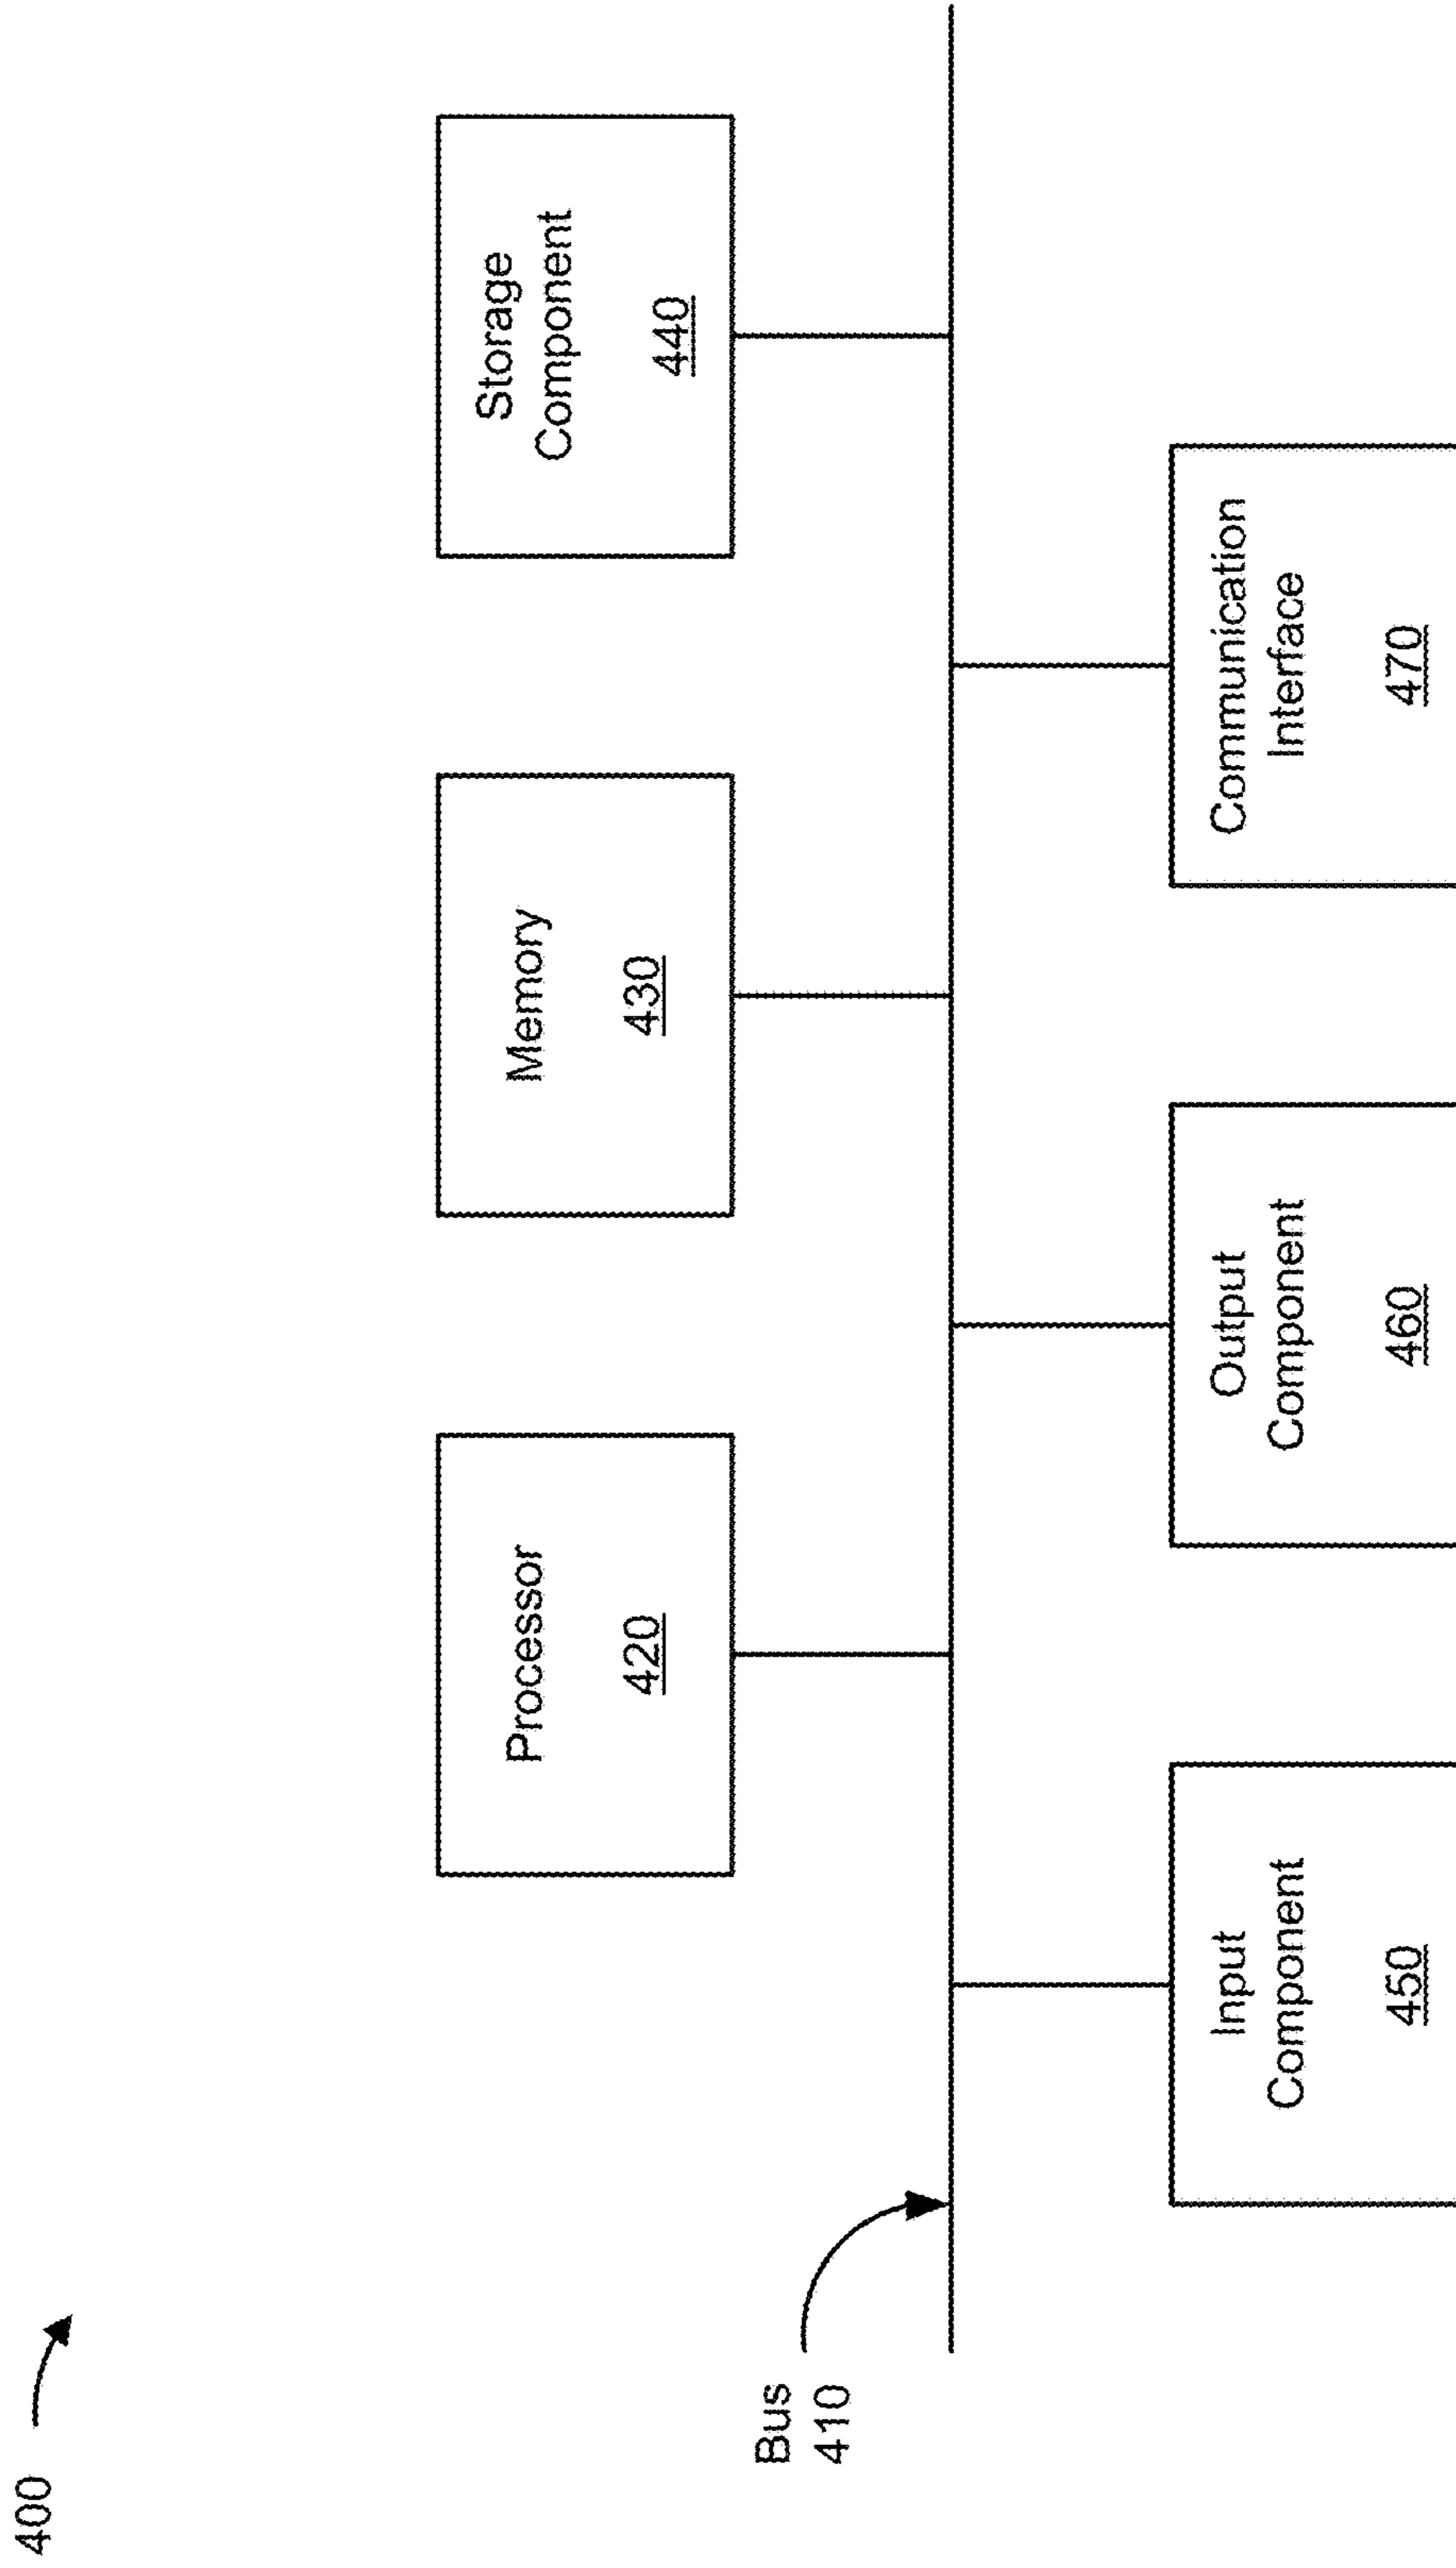 400
Bus
410
Processor
420
Memory
430
Storage
Component
440
Input
Component
450
Output
Component
460
Communication
Interface
470